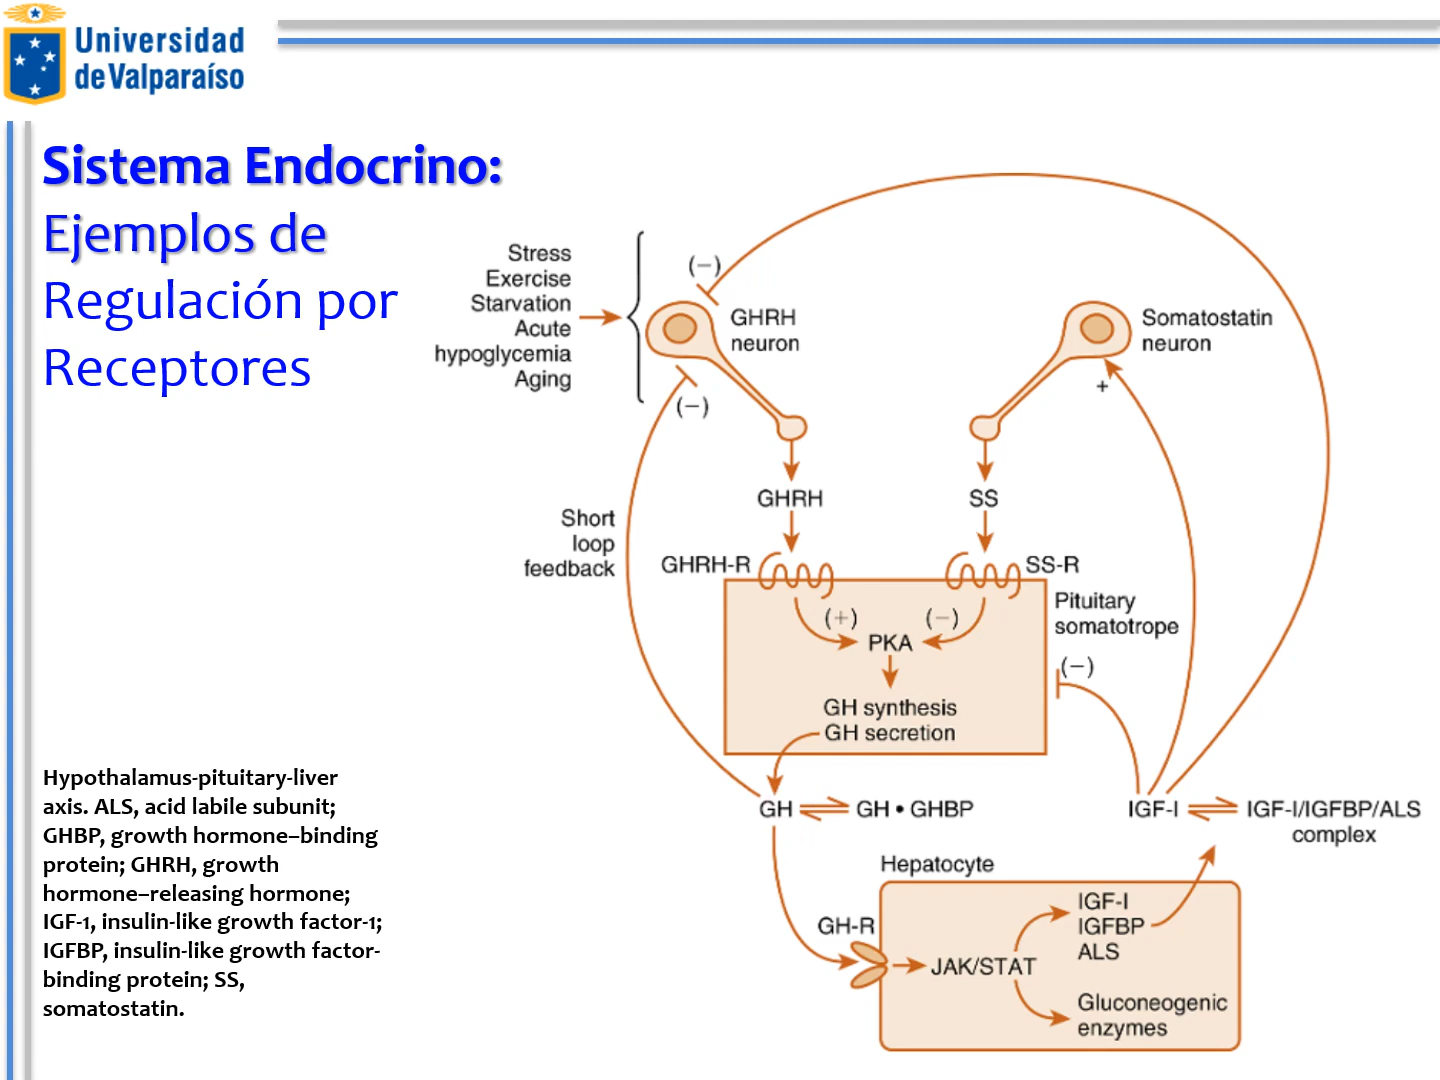 Universidad
de Valparaíso
Sistema Endocrino:
Ejemplos de
Regulación por
Receptores
Stress
Exercise
Starvation
Acute
hypoglycemia
Aging
(−)
GHRH
neuron
(−)
Somatostatin
neuron
+
GHRH
SS
Short
loop
feedback
GHRH-R
SS-R
Pituitary
somatotrope
(+)
(−)
PKA
(−)
GH synthesis
GH secretion
GH
GH • GHBP
IGF-I
IGF-I/IGFBP/ALS
complex
Hepatocyte
GH-R
JAK/STAT
IGF-I
IGFBP
ALS
Gluconeogenic
enzymes
Hypothalamus-pituitary-liver
axis. ALS, acid labile subunit;
GHBP, growth hormone–binding
protein; GHRH, growth
hormone–releasing hormone;
IGF-1, insulin-like growth factor-1;
IGFBP, insulin-like growth factor-
binding protein; SS,
somatostatin.